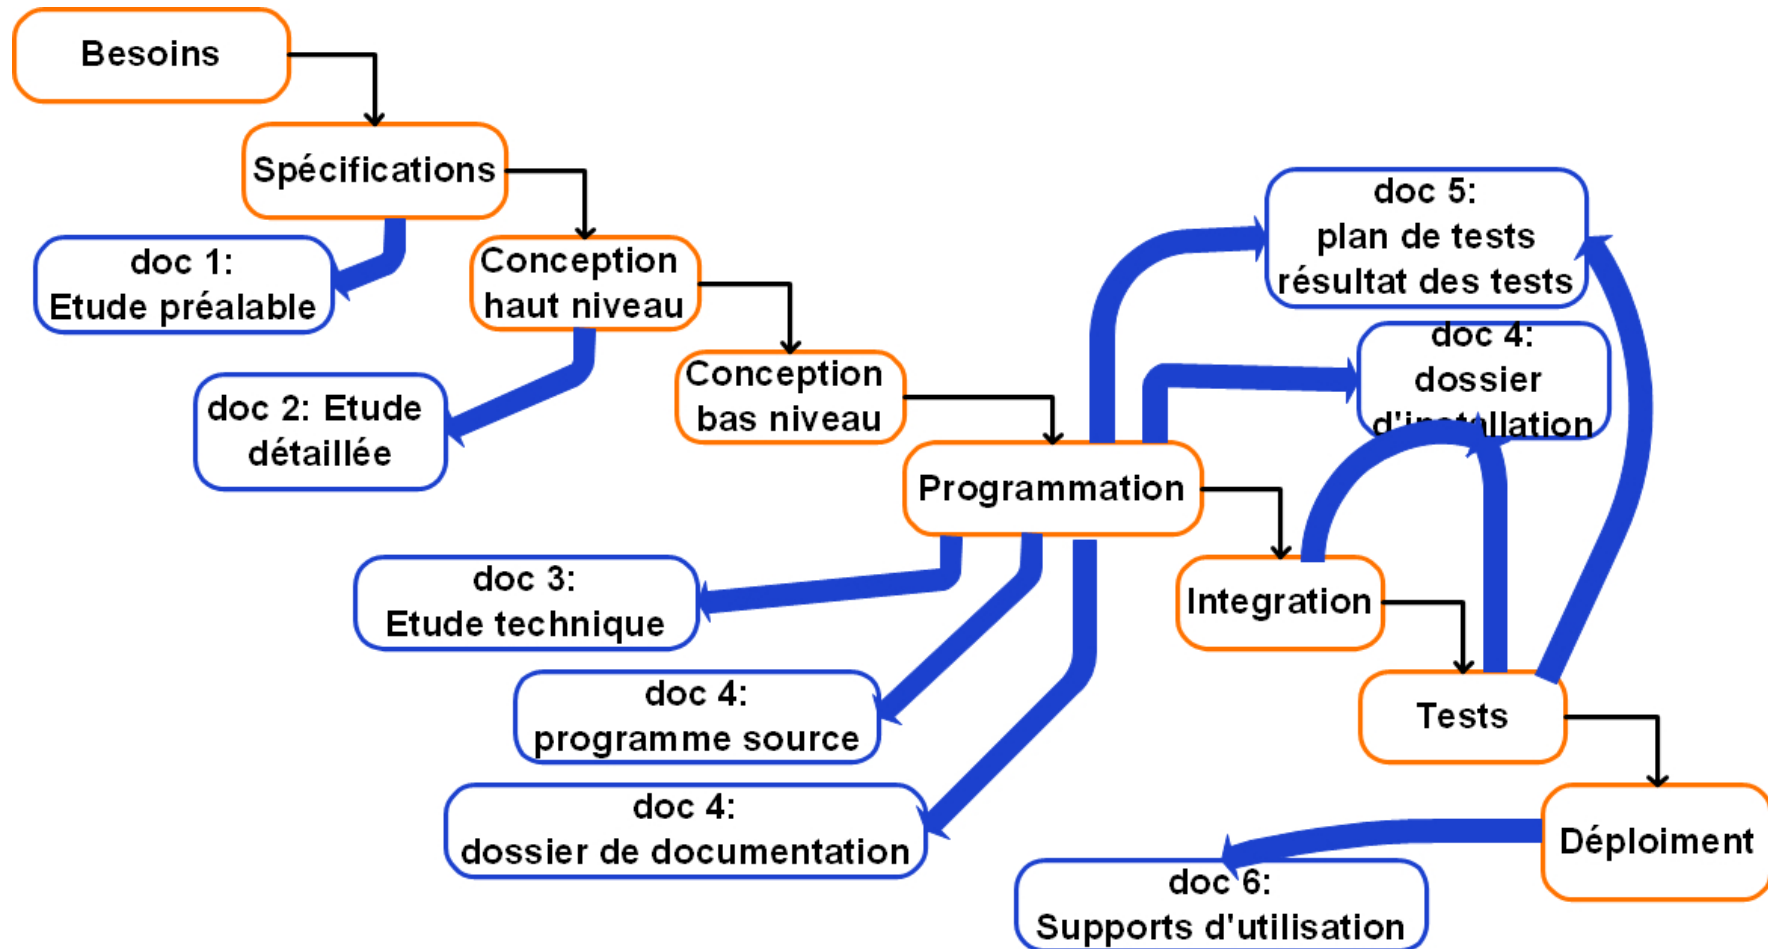 Besoins
Spécifications
doc 1:
Etude préalable
Conception
haut niveau
doc 2: Etude
détaillée
Conception
bas niveau
doc 5:
plan de tests
résultat des tests
doc 4:
dossier
d'installation
Programmation
doc 3:
Etude technique
Integration
doc 4:
programme source
Tests
doc 4:
dossier de documentation
Déploiment
doc 6:
Supports d'utilisation